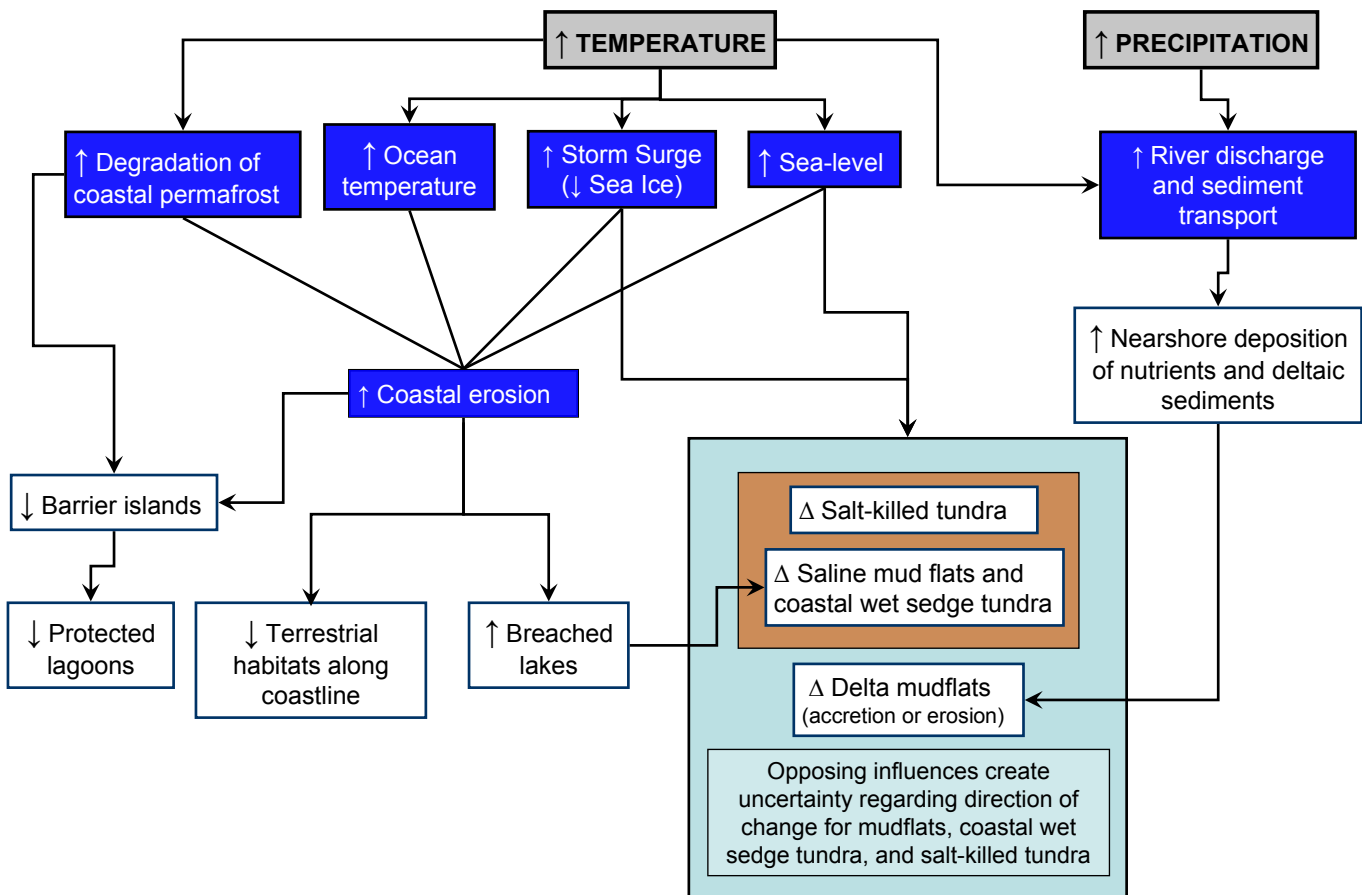 ↑ TEMPERATURE
↑ PRECIPITATION
↑ Degradation of
coastal permafrost
↑ Ocean
temperature
↑ Storm Surge
(↓ Sea Ice)
↑ Sea-level
↑ River discharge
and sediment
transport
↑ Nearshore deposition
of nutrients and deltaic
sediments
↑ Coastal erosion
↓ Barrier islands
Δ Salt-killed tundra
Δ Saline mud flats and
coastal wet sedge tundra
↓ Protected
lagoons
↓ Terrestrial
habitats along
coastline
↑ Breached
lakes
Δ Delta mudflats
(accretion or erosion)
Opposing influences create
uncertainty regarding direction of
change for mudflats, coastal wet
sedge tundra, and salt-killed tundra